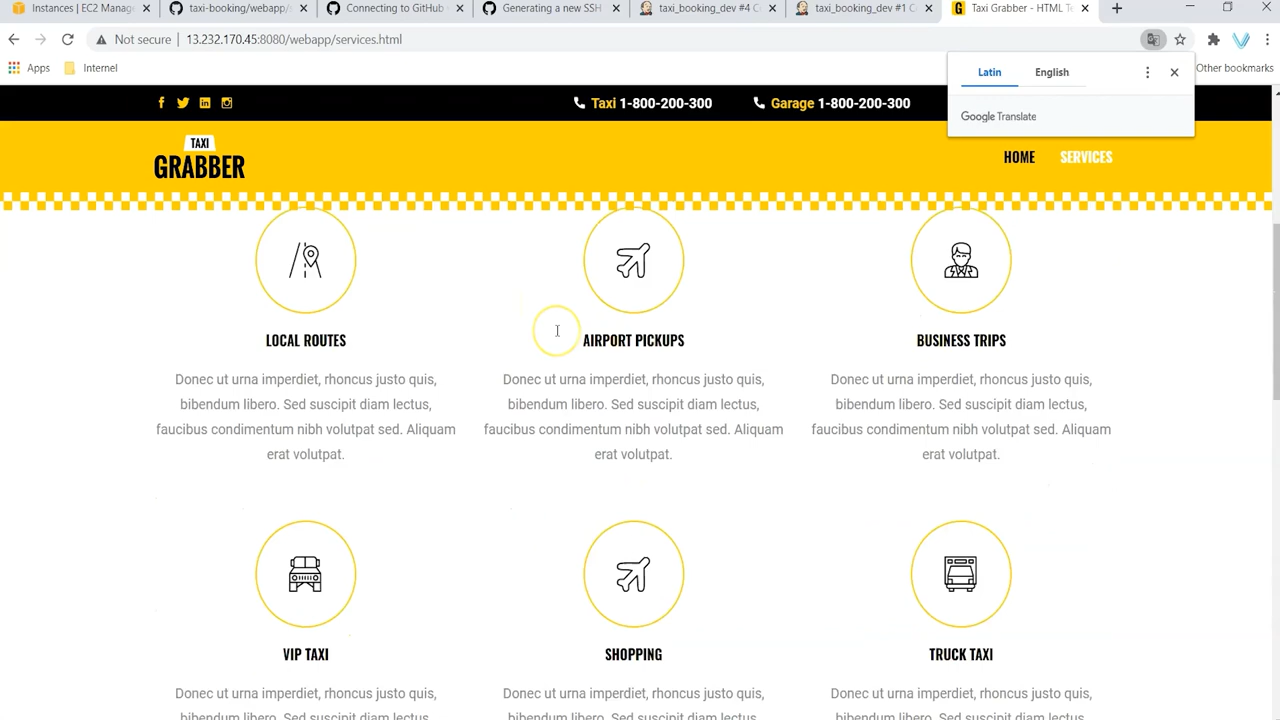 Instances | EC2 Manage
taxi-booking/webapp/s
Connecting to GitHub
Generating a new SSH
taxi_booking_dev #4 C
taxi_booking_dev #1 C
Taxi Grabber - HTML Te
Not secure | 13.232.170.45:8080/webapp/services.html
Apps
Internet
Other bookmarks
Latin
English
Google Translate
Taxi 1-800-200-300
Garage 1-800-200-300
TAXI
GRABBER
HOME
SERVICES
LOCAL ROUTES
Donec ut urna imperdiet, rhoncus justo quis,
bibendum libero. Sed suscipit diam lectus,
faucibus condimentum nibh volutpat sed. Aliquam
erat volutpat.
AIRPORT PICKUPS
Donec ut urna imperdiet, rhoncus justo quis,
bibendum libero. Sed suscipit diam lectus,
faucibus condimentum nibh volutpat sed. Aliquam
erat volutpat.
BUSINESS TRIPS
Donec ut urna imperdiet, rhoncus justo quis,
bibendum libero. Sed suscipit diam lectus,
faucibus condimentum nibh volutpat sed. Aliquam
erat volutpat.
VIP TAXI
Donec ut urna imperdiet, rhoncus justo quis,
bibendum libero. Sed suscipit diam lectus,
SHOPPING
Donec ut urna imperdiet, rhoncus justo quis,
bibendum libero. Sed suscipit diam lectus,
TRUCK TAXI
Donec ut urna imperdiet, rhoncus justo quis,
bibendum libero. Sed suscipit diam lectus,